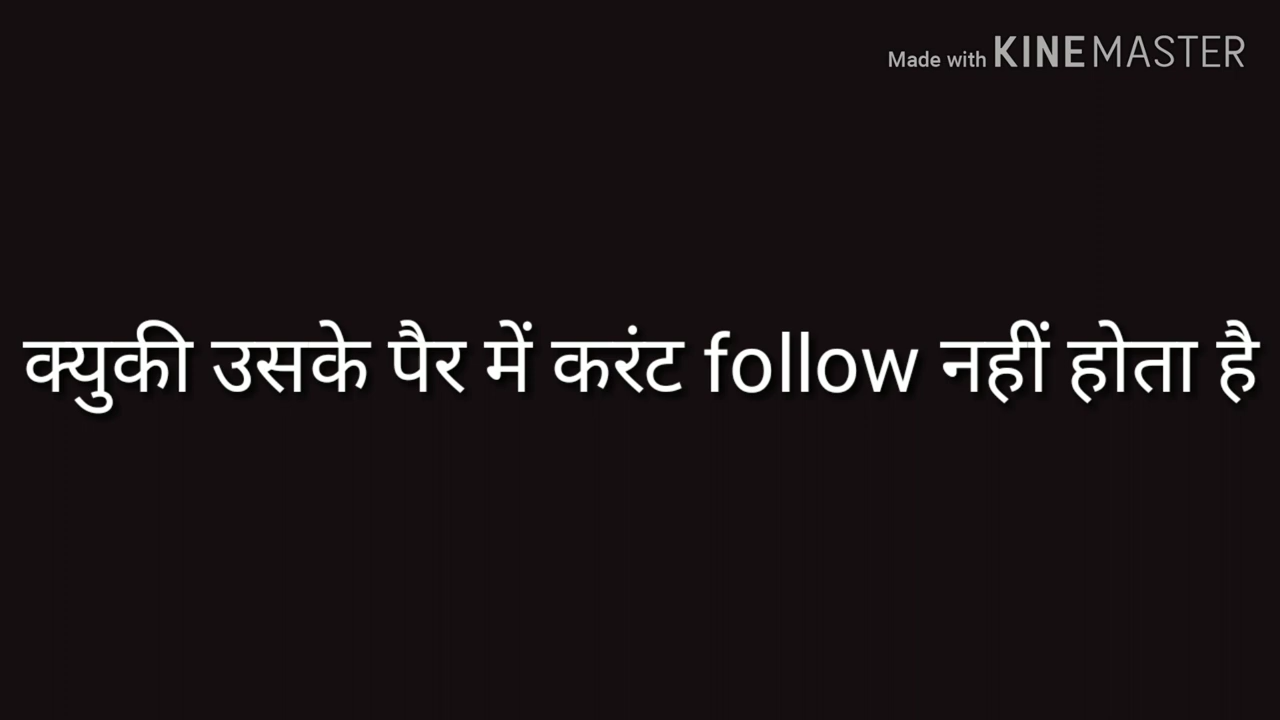 Made with KINEMASTER
क्युकी उसके पैर में करंट follow नहीं होता है